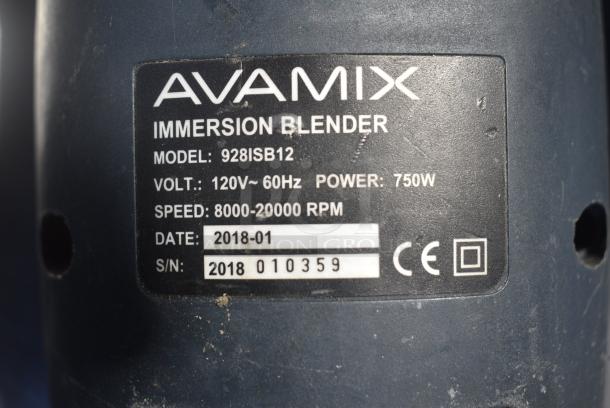 AVAMIX
IMMERSION BLENDER
MODEL: 928ISB12
VOLT.: 120V~ 60Hz POWER: 750W
SPEED: 8000-20000 RPM
DATE: 2018-01
S/N: 2018 010359 CE